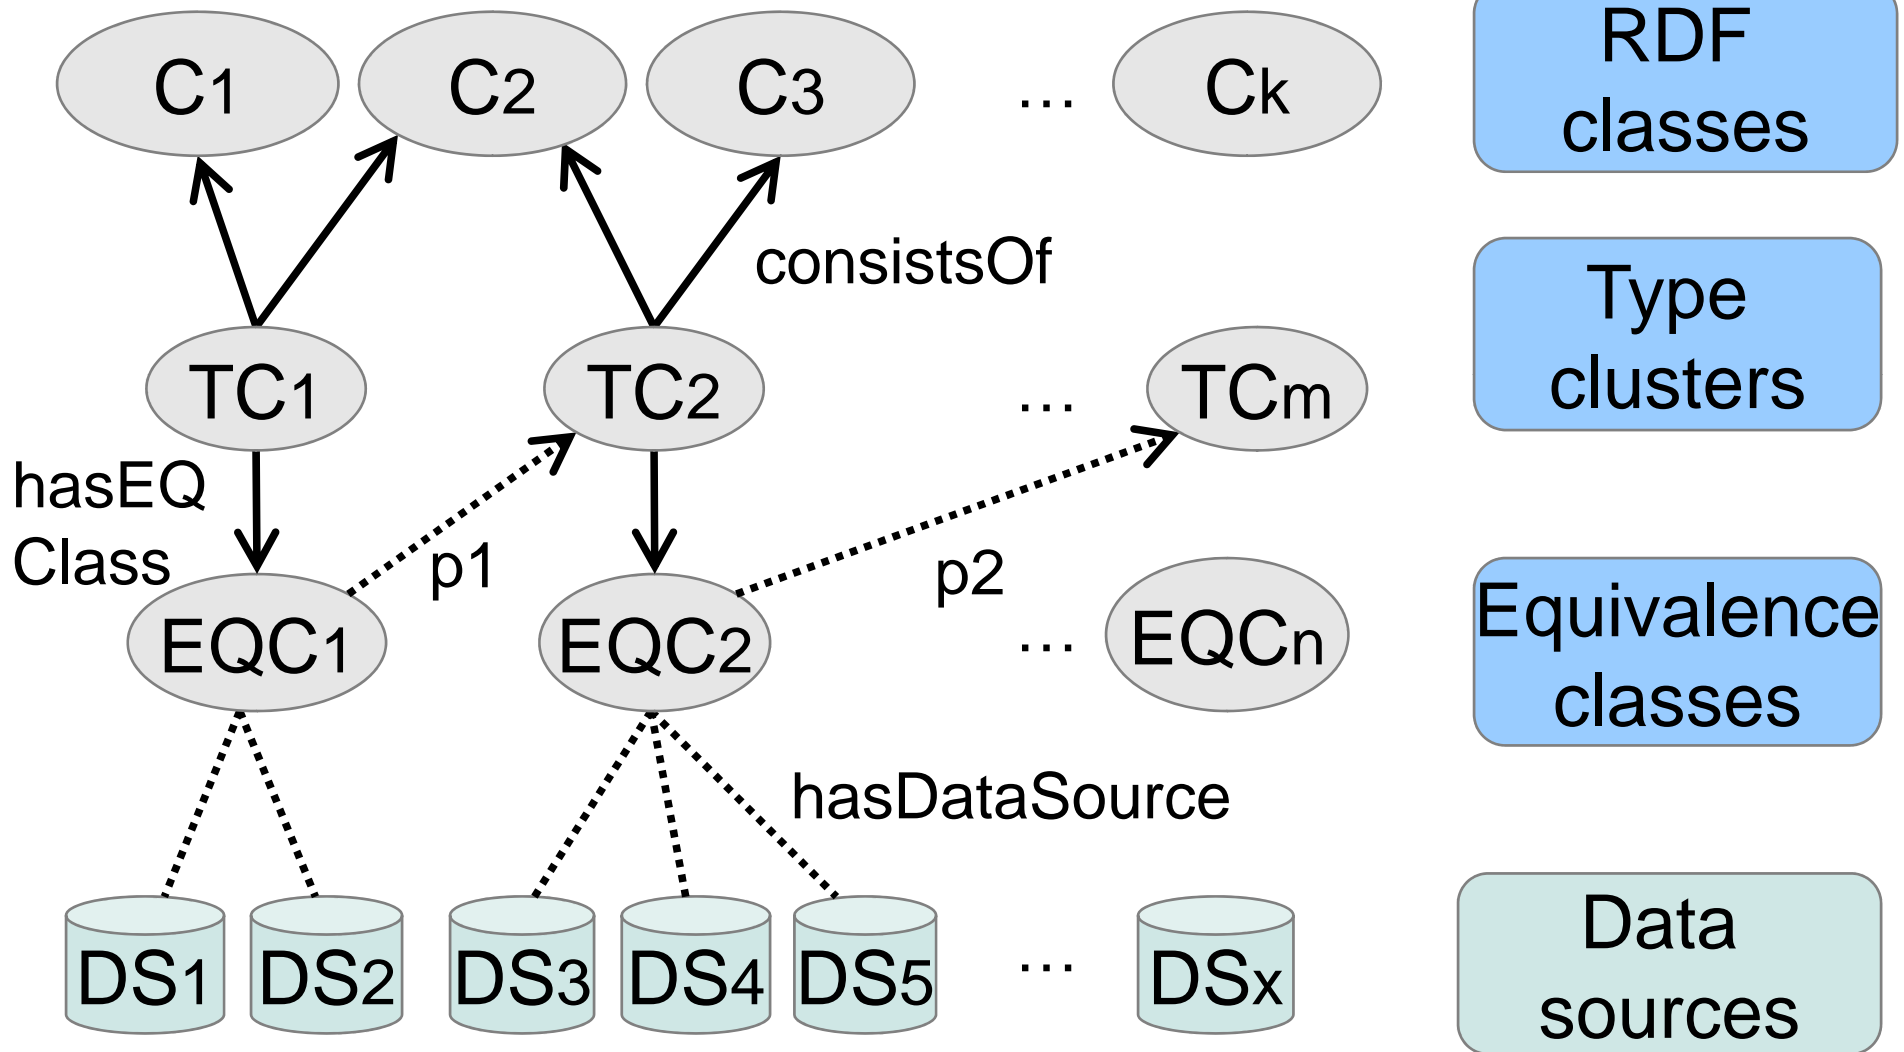 C1 C2 C3 … Ck
RDF
classes
consistsOf
Type
clusters
TC1 TC2 … TCm
hasEQ
Class
p1
p2
Equivalence
classes
EQC1 EQC2 … EQCn
hasDataSource
Data
sources
DS1 DS2 DS3 DS4 DS5 … DSx